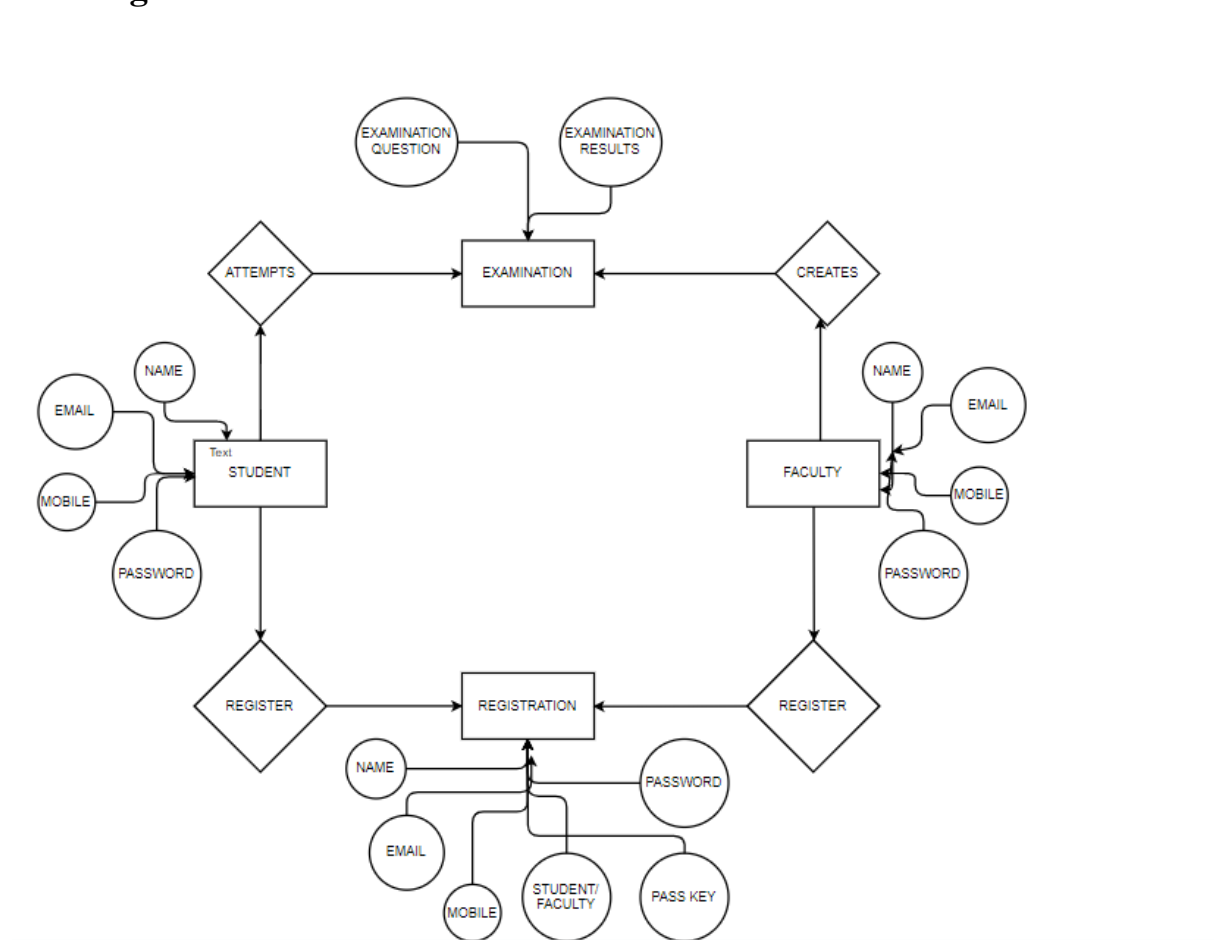 g
EXAMINATION
QUESTION
EXAMINATION
RESULTS
ATTEMPTS
EXAMINATION
CREATES
NAME
NAME
EMAIL
EMAIL
Text
STUDENT
FACULTY
MOBILE
MOBILE
PASSWORD
PASSWORD
REGISTER
REGISTRATION
REGISTER
NAME
PASSWORD
EMAIL
STUDENT/
FACULTY
PASS KEY
MOBILE